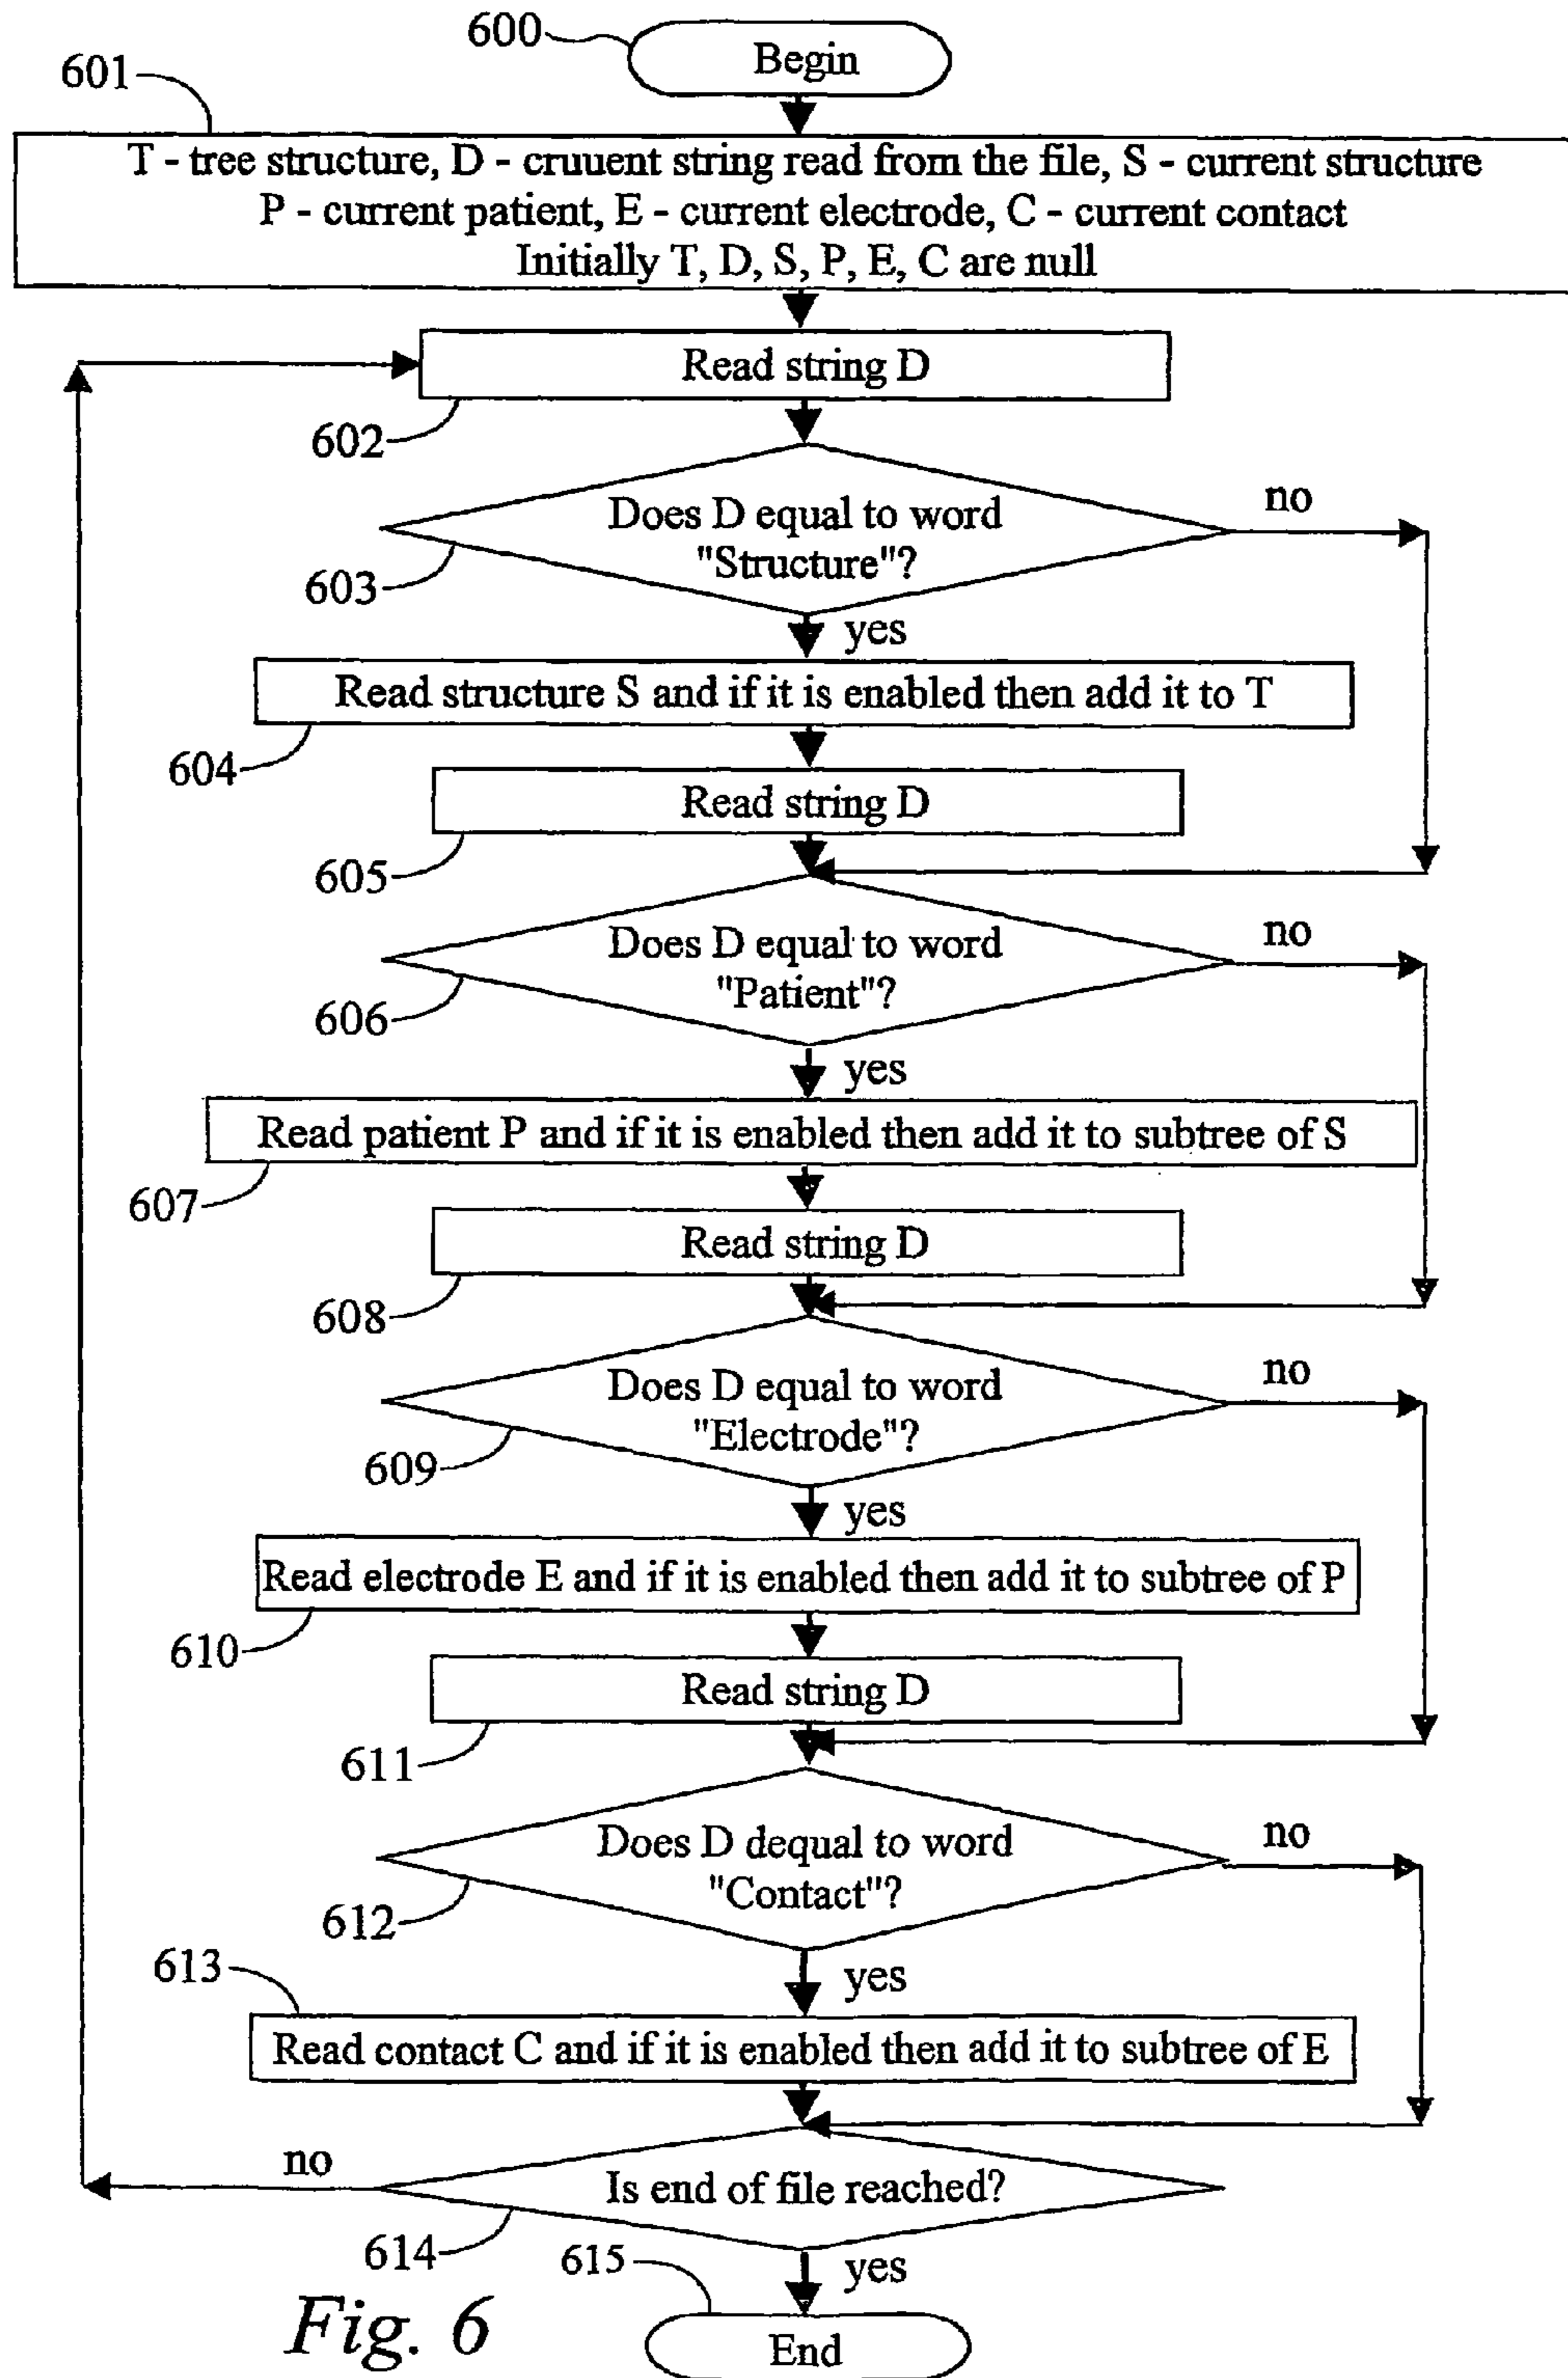 600
Begin
601
T - tree structure, D - cruuent string read from the file, S - current structure
P - current patient, E - current electrode, C - current contact
Initially T, D, S, P, E, C are null
Read string D
602
Does D equal to word
"Structure"?
no
603
yes
Read structure S and if it is enabled then add it to T
604
Read string D
605
Does D equal to word
"Patient"?
no
606
yes
Read patient P and if it is enabled then add it to subtree of S
607
Read string D
608
Does D equal to word
"Electrode"?
no
609
yes
Read electrode E and if it is enabled then add it to subtree of P
610
Read string D
611
Does D dequal to word
"Contact"?
no
612
yes
613
Read contact C and if it is enabled then add it to subtree of E
no
Is end of file reached?
614
yes
615
End
Fig. 6